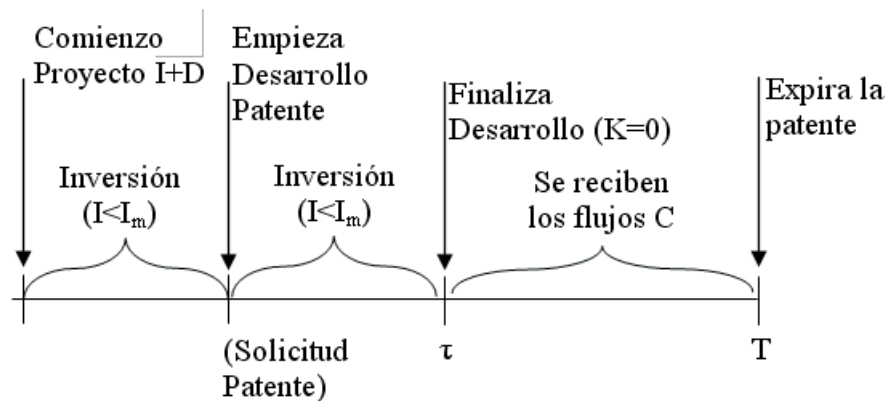 Comienzo
Proyecto I+D
Empieza
Desarrollo
Patente
Finaliza
Desarrollo (K=0)
Expira la
patente
Inversión
(I<Im)
Inversión
(I<Im)
Se reciben
los flujos C
(Solicitud
Patente)
τ
T